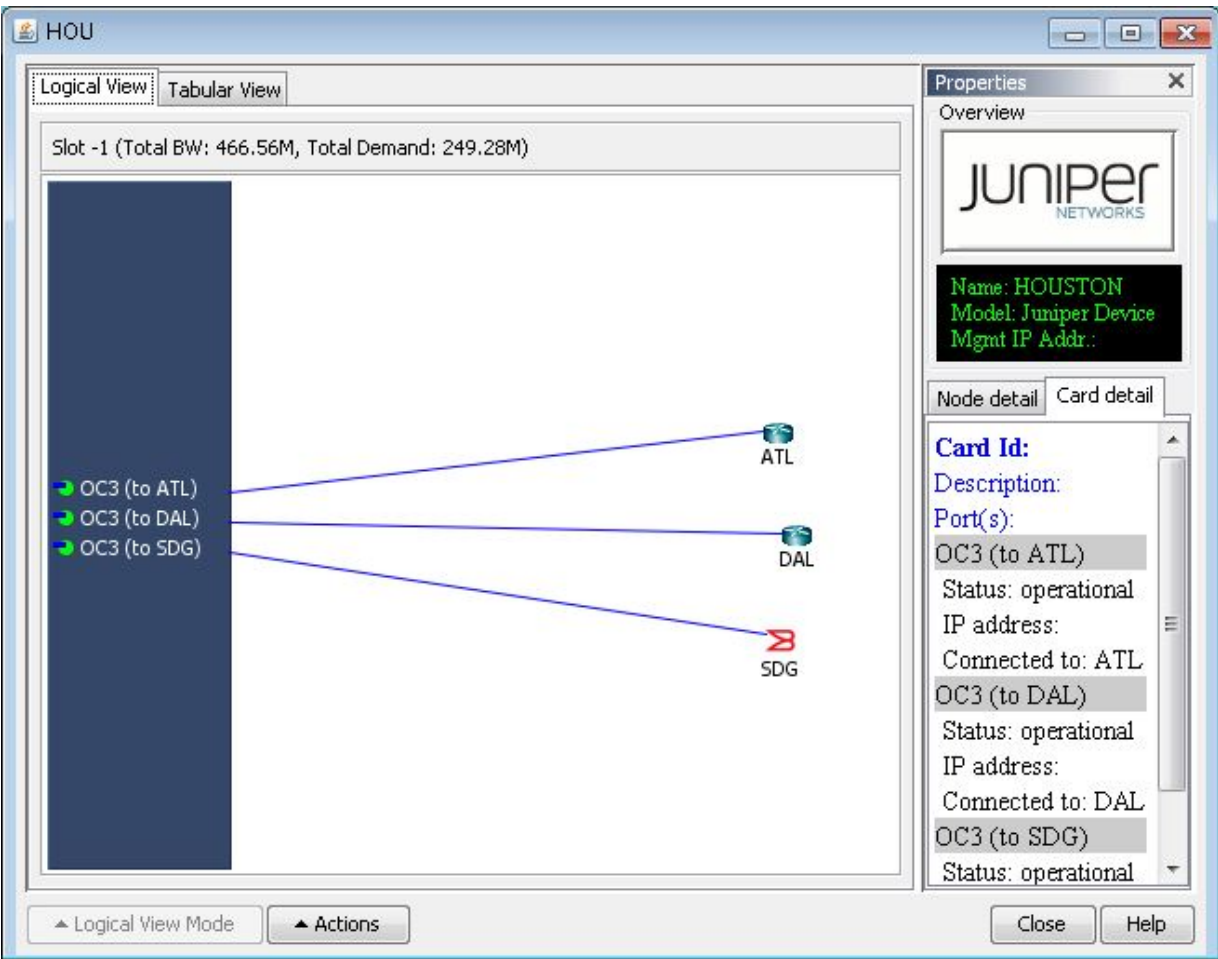 HOU
Logical View
Tabular View
Slot -1 (Total BW: 466.56M, Total Demand: 249.28M)
OC3 (to ATL)
OC3 (to DAL)
OC3 (to SDG)
ATL
DAL
SDG
Properties
Overview
JUNIPER
NETWORKS
Name: HOUSTON
Model: Juniper Device
Mgmt IP Addr.:
Node detail
Card detail
Card Id:
Description:
Port(s):
OC3 (to ATL)
Status: operational
IP address:
Connected to: ATL
OC3 (to DAL)
Status: operational
IP address:
Connected to: DAL
OC3 (to SDG)
Status: operational
Logical View Mode
Actions
Close
Help